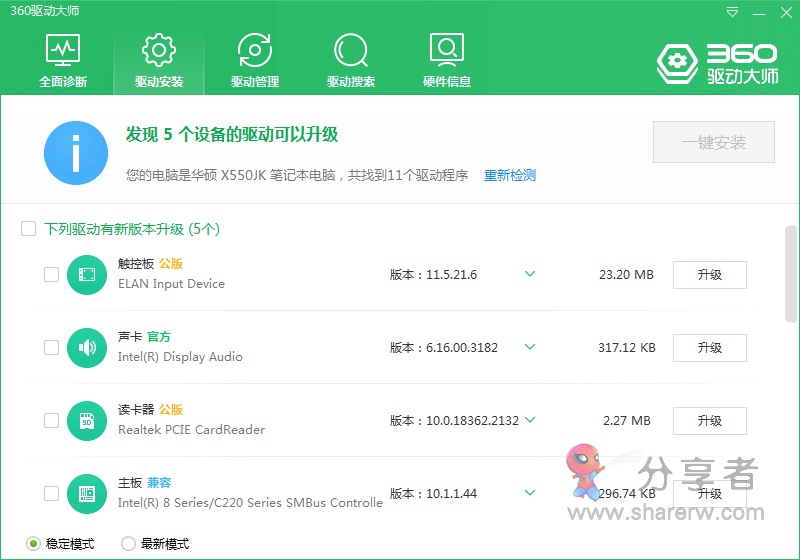 360驱动大师
全面诊断
驱动安装
驱动管理
驱动搜索
硬件信息
360
驱动大师
发现 5 个设备的驱动可以升级
一键安装
您的电脑是华硕 X550JK 笔记本电脑，共找到11个驱动程序 重新检测
下列驱动有新版本升级 (5个)
触控板 公版
ELAN Input Device
版本：11.5.21.6
23.20 MB
升级
声卡 官方
Intel(R) Display Audio
版本：6.16.00.3182
317.12 KB
升级
读卡器 公版
Realtek PCIE CardReader
版本：10.0.18362.2132
2.27 MB
升级
SD
主板 兼容
Intel(R) 8 Series/C220 Series SMBus Controlle
版本：10.1.1.44
296.74 KB
升级
分享者
www.sharerw.com
稳定模式
最新模式